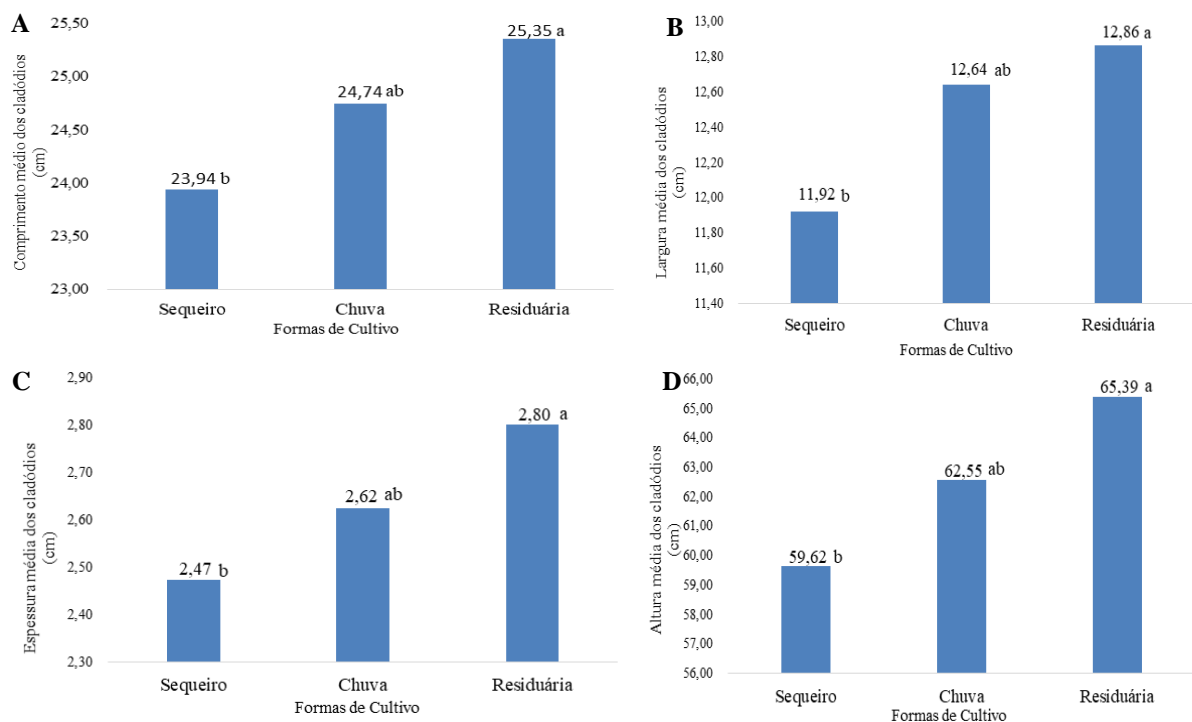 A
Comprimento médio dos cladódios
(cm)
25,50
25,00
24,50
24,00
23,50
23,00
23,94 b
24,74 ab
25,35 a
Sequeiro Chuva Residuária
Formas de Cultivo
B
Largura média dos cladódios
(cm)
13,00
12,80
12,60
12,40
12,20
12,00
11,80
11,60
11,40
11,92 b
12,64 ab
12,86 a
Sequeiro Chuva Residuária
Formas de Cultivo
C
Espessura média dos cladódios
(cm)
2,90
2,80
2,70
2,60
2,50
2,40
2,30
2,47 b
2,62 ab
2,80 a
Sequeiro Chuva Residuária
Formas de Cultivo
D
Altura média dos cladódios
(cm)
66,00
65,00
64,00
63,00
62,00
61,00
60,00
59,00
58,00
57,00
56,00
59,62 b
62,55 ab
65,39 a
Sequeiro Chuva Residuária
Formas de Cultivo